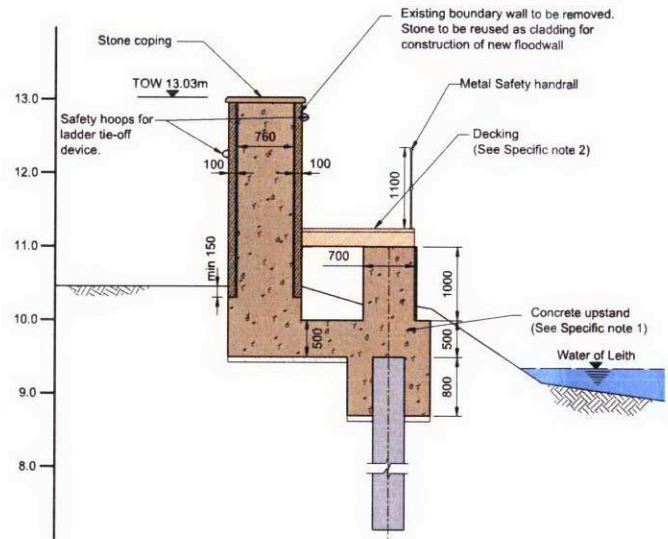 Existing boundary wall to be removed.
Stone to be reused as cladding for
construction of new floodwall
Stone coping
TOW 13.03m
Metal Safety handrail
13.0
Safety hoops for
ladder tie-off
device.
760
Decking
(See Specific note 2)
100
100
12.0
1100
11.0
min 150
700
1000
10.0
Concrete upstand
(See Specific note 1)
500
500
Water of Leith
9.0
800
8.0